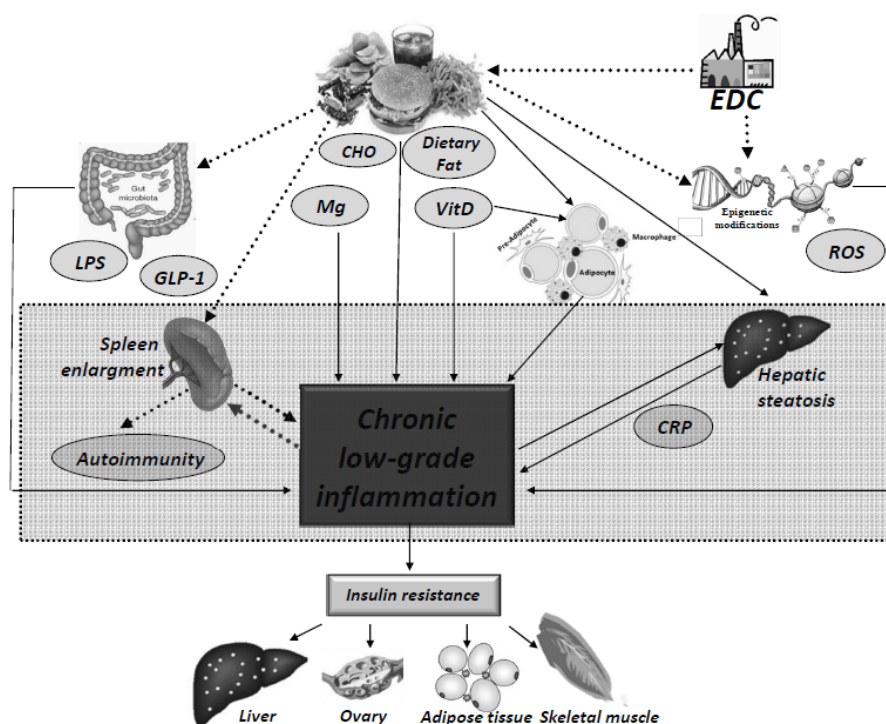 EDC
CHO
Dietary
Fat
Gut
microbiota
Mg
VitD
Epigenetic
modifications
Pre-Adipocyte
Macrophage
Adipocyte
LPS
GLP-1
ROS
Spleen
enlargment
Hepatic
steatosis
Chronic
low-grade
inflammation
CRP
Autoimmunity
Insulin resistance
Liver
Ovary
Adipose tissue
Skeletal muscle